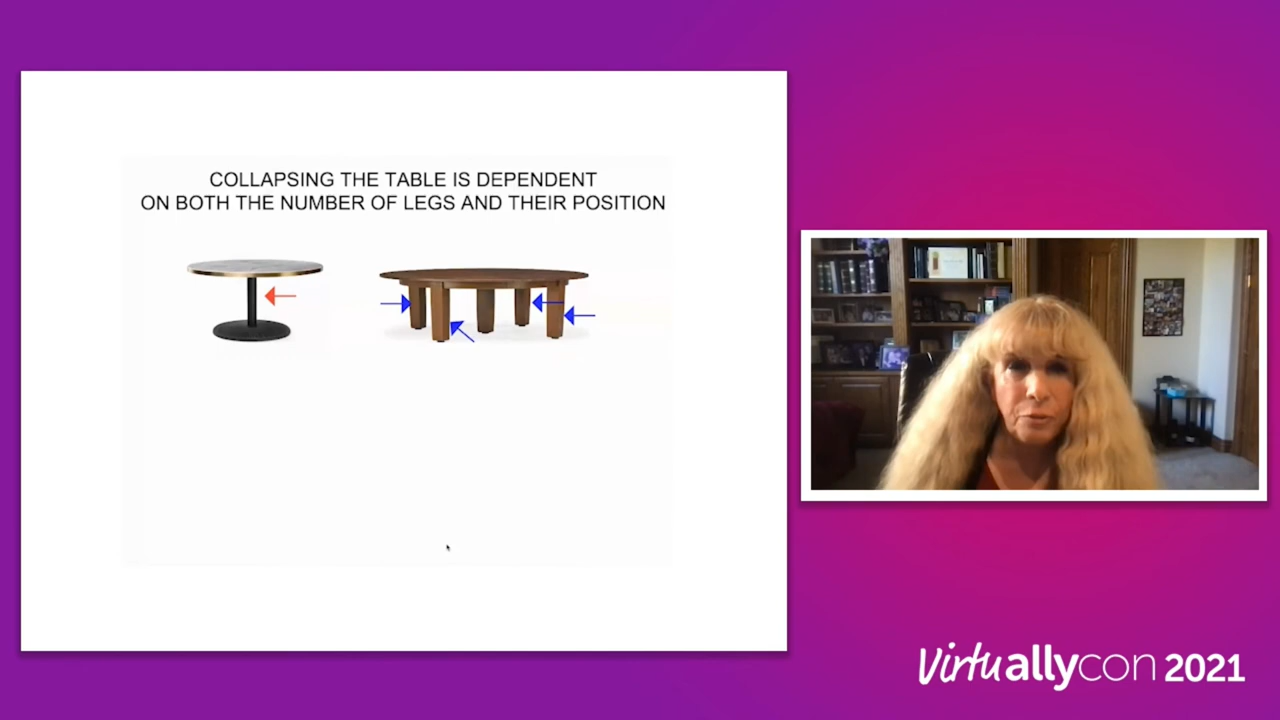 COLLAPSING THE TABLE IS DEPENDENT
ON BOTH THE NUMBER OF LEGS AND THEIR POSITION
Virtuallycon 2021